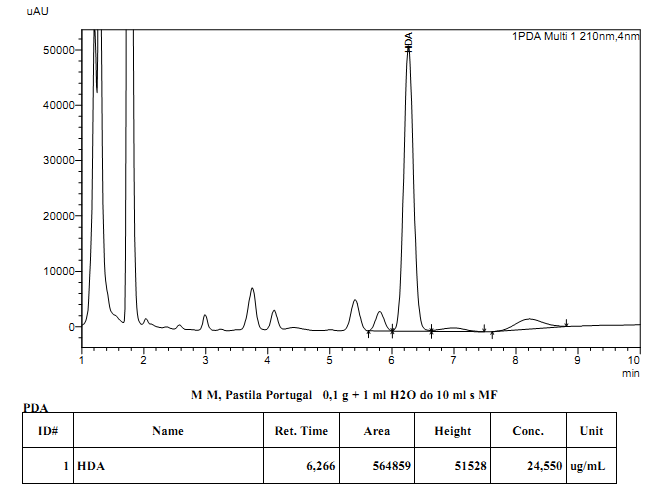 uAU
1PDA Multi 1 210nm,4nm
HDA
50000
40000
30000
20000
10000
0
1 2 3 4 5 6 7 8 9 10
min
M M, Pastila Portugal 0,1 g + 1 ml H2O do 10 ml s MF
PDA
ID# Name Ret. Time Area Height Conc. Unit
1 HDA 6,266 564859 51528 24,550 ug/mL